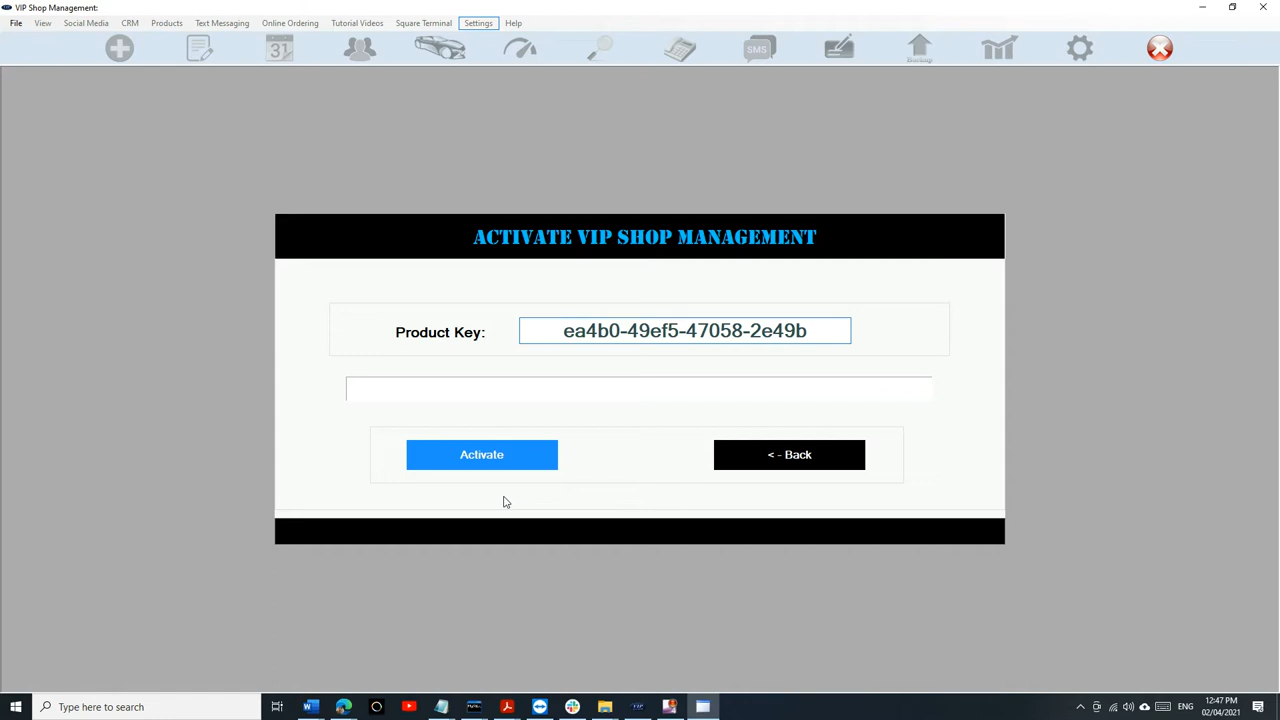 VIP Shop Management:
File View Social Media CRM Products Text Messaging Online Ordering Tutorial Videos Square Terminal Settings Help
31 SMS Backup
ACTIVATE VIP SHOP MANAGEMENT
Product Key: ea4b0-49ef5-47058-2e49b
Activate < - Back
Type here to search
ENG 12:47 PM
02/04/2021